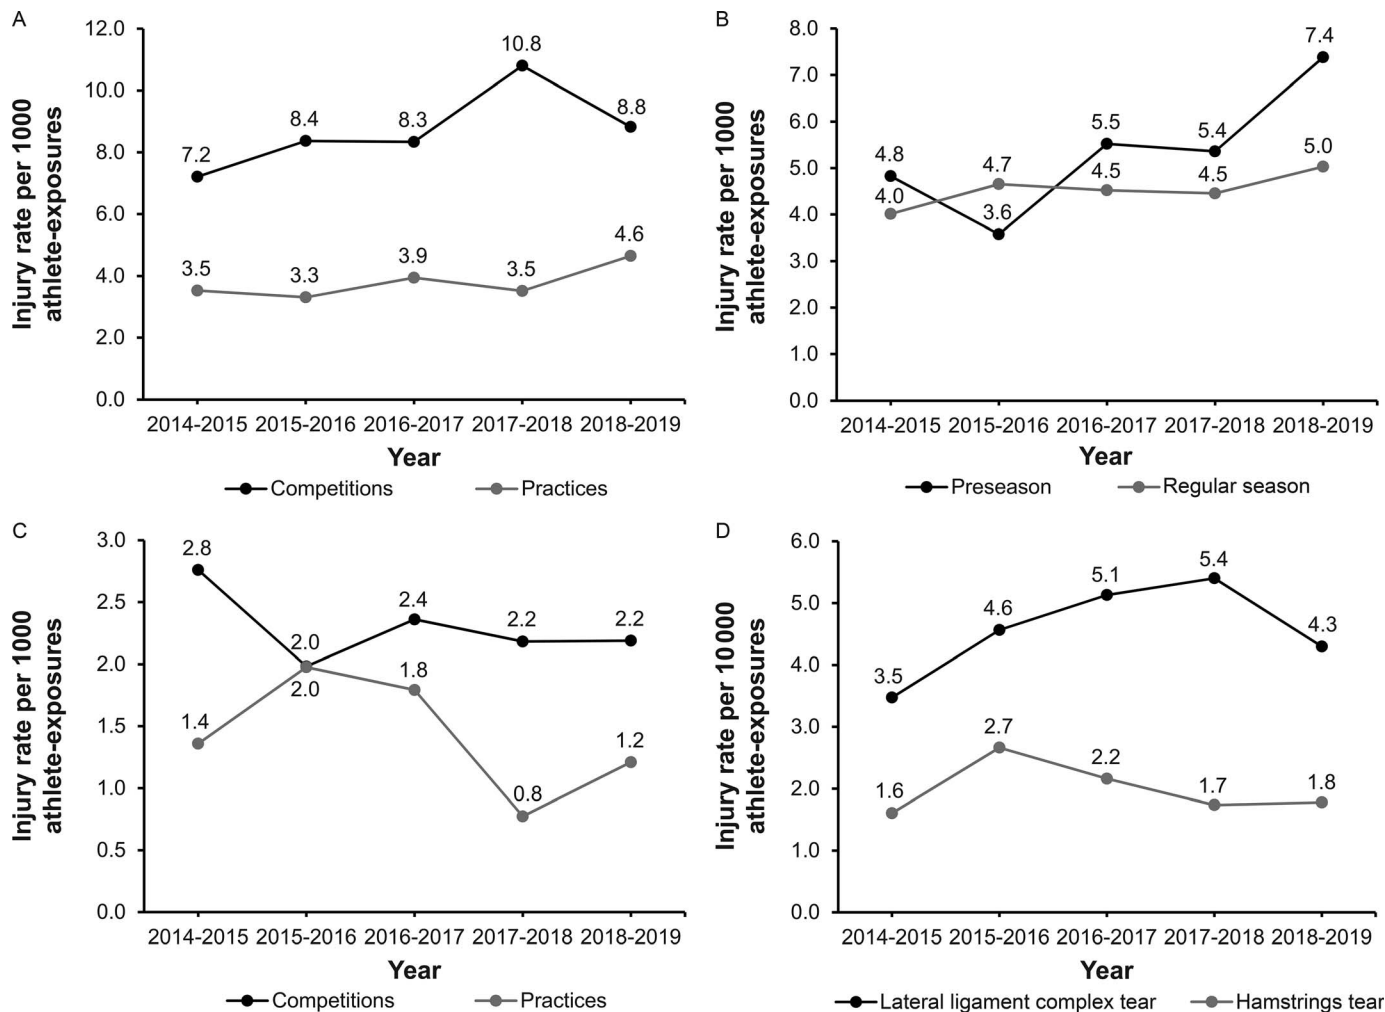 A
Injury rate per 1000
athlete-exposures
12.0
10.0
8.0
6.0
4.0
2.0
0.0
7.2
8.4
8.3
10.8
8.8
3.5
3.3
3.9
3.5
4.6
2014-2015 2015-2016 2016-2017 2017-2018 2018-2019
Year
Competitions Practices
B
Injury rate per 1000
athlete-exposures
8.0
7.0
6.0
5.0
4.0
3.0
2.0
1.0
0.0
4.8
3.6
5.5
5.4
7.4
4.0
4.7
4.5
4.5
5.0
2014-2015 2015-2016 2016-2017 2017-2018 2018-2019
Year
Preseason Regular season
C
Injury rate per 1000
athlete-exposures
3.0
2.5
2.0
1.5
1.0
0.5
0.0
2.8
2.0
2.4
2.2
2.2
1.4
2.0
1.8
0.8
1.2
2014-2015 2015-2016 2016-2017 2017-2018 2018-2019
Year
Competitions Practices
D
Injury rate per 10 000
athlete-exposures
6.0
5.0
4.0
3.0
2.0
1.0
0.0
3.5
4.6
5.1
5.4
4.3
1.6
2.7
2.2
1.7
1.8
2014-2015 2015-2016 2016-2017 2017-2018 2018-2019
Year
Lateral ligament complex tear Hamstrings tear